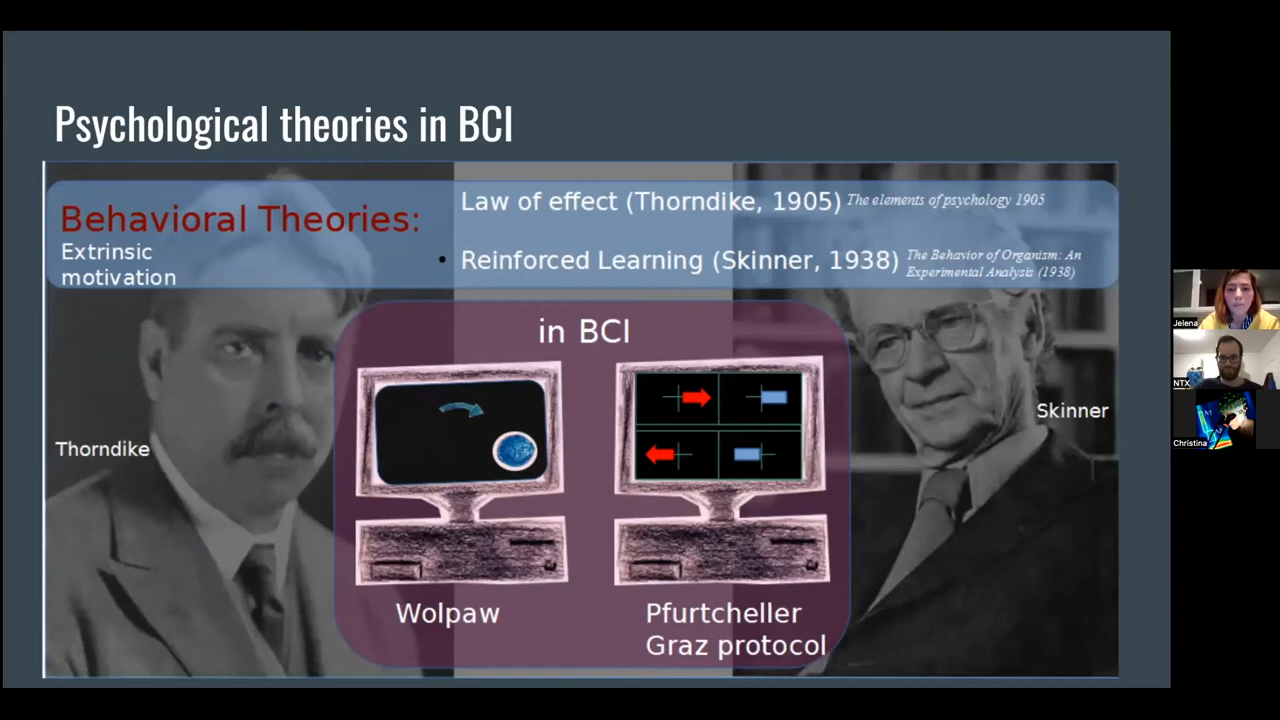 Psychological theories in BCI
Behavioral Theories:
Extrinsic
motivation
Law of effect (Thorndike, 1905) The elements of psychology 1905
• Reinforced Learning (Skinner, 1938) The Behavior of Organism: An
Experimental Analysis (1938)
in BCI
Thorndike
Skinner
Wolpaw
Pfurtcheller
Graz protocol
Jelena
NTX
Christina